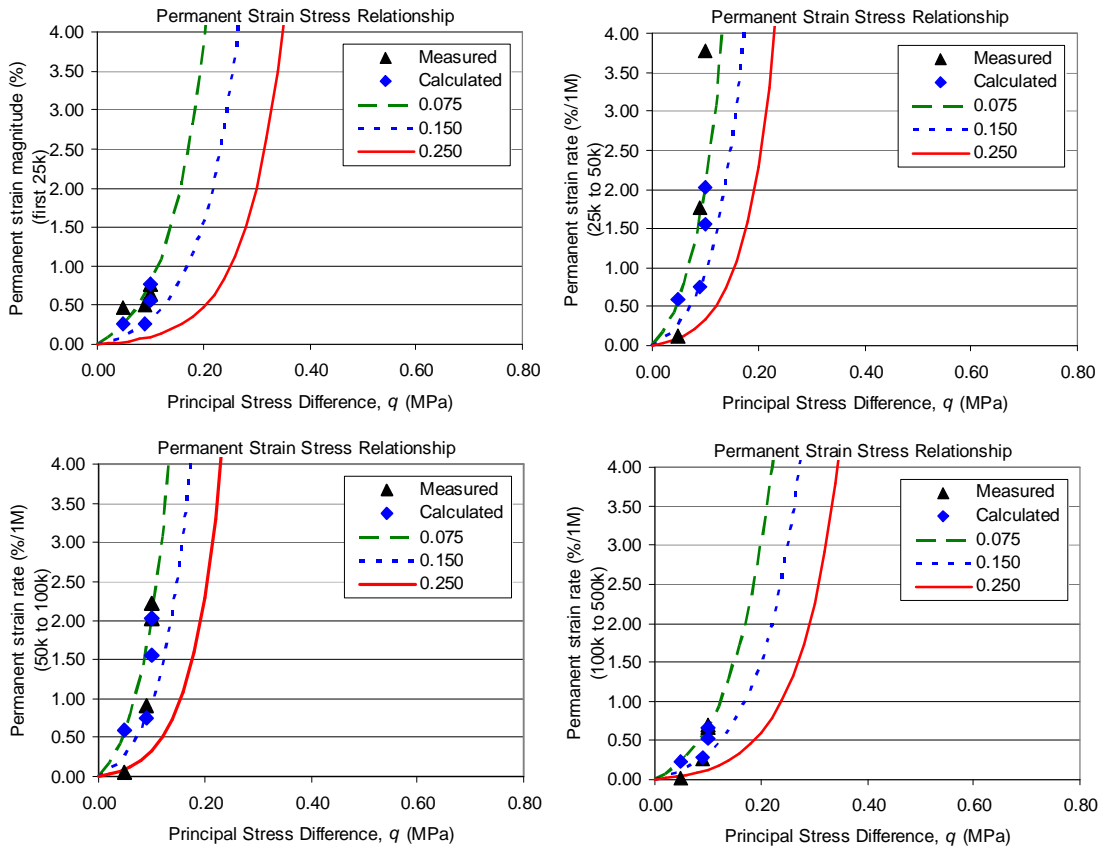 Permanent Strain Stress Relationship
4.00
3.50
3.00
2.50
2.00
1.50
1.00
0.50
0.00
Permanent strain magnitude (%)
(first 25k)
Measured
Calculated
0.075
0.150
0.250
0.00 0.20 0.40 0.60 0.80
Principal Stress Difference, q (MPa)
Permanent Strain Stress Relationship
4.00
3.50
3.00
2.50
2.00
1.50
1.00
0.50
0.00
Permanent strain rate (%/1M)
(25k to 50k)
Measured
Calculated
0.075
0.150
0.250
0.00 0.20 0.40 0.60 0.80
Principal Stress Difference, q (MPa)
Permanent Strain Stress Relationship
4.00
3.50
3.00
2.50
2.00
1.50
1.00
0.50
0.00
Permanent strain rate (%/1M)
(50k to 100k)
Measured
Calculated
0.075
0.150
0.250
0.00 0.20 0.40 0.60 0.80
Principal Stress Difference, q (MPa)
Permanent Strain Stress Relationship
4.00
3.50
3.00
2.50
2.00
1.50
1.00
0.50
0.00
Permanent strain rate (%/1M)
(100k to 500k)
Measured
Calculated
0.075
0.150
0.250
0.00 0.20 0.40 0.60 0.80
Principal Stress Difference, q (MPa)